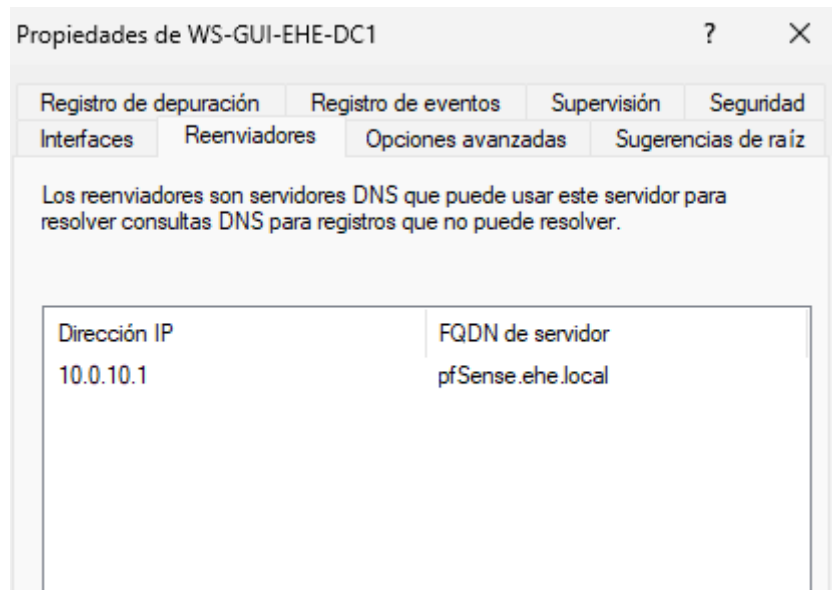 Propiedades de WS-GUI-EHE-DC1 ? ×
Registro de depuración Registro de eventos Supervisión Seguridad
Interfaces Reenviadores Opciones avanzadas Sugerencias de raíz
Los reenviadores son servidores DNS que puede usar este servidor para
resolver consultas DNS para registros que no puede resolver.
Dirección IP FQDN de servidor
10.0.10.1 pfSense.ehe.local